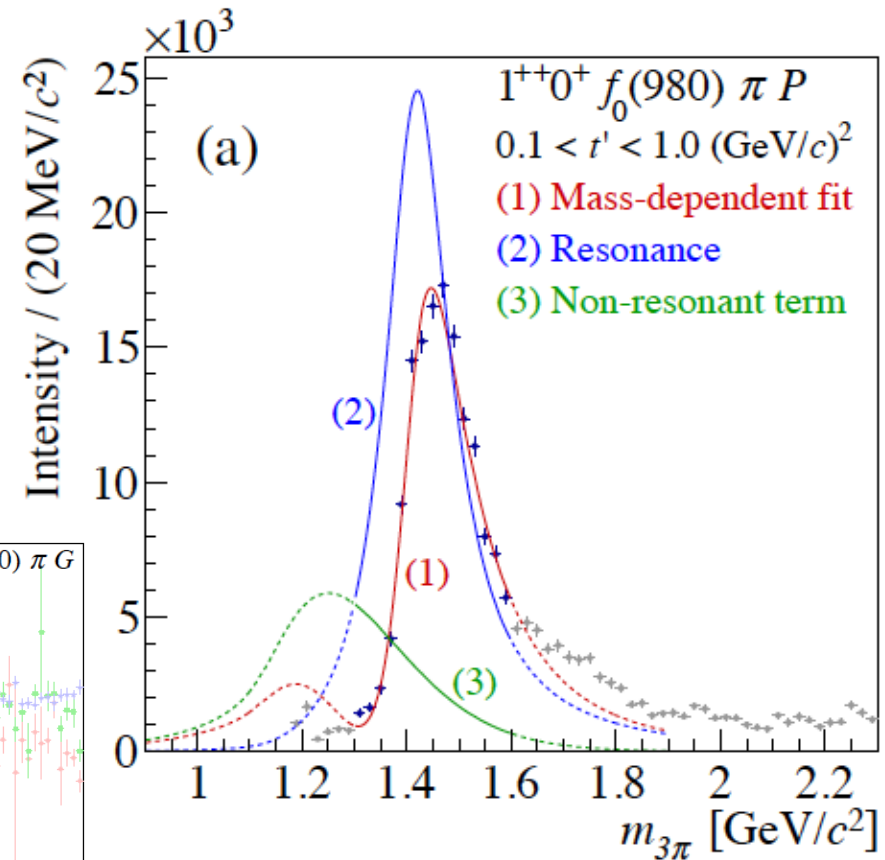 ×10³
Intensity / (20 MeV/c²)
25
20
15
10
5
0
(a)
1⁺⁺0⁺ f₀(980) π P
0.1 < t' < 1.0 (GeV/c)²
(1) Mass-dependent fit
(2) Resonance
(3) Non-resonant term
(2)
(1)
(3)
0) π G
1 1.2 1.4 1.6 1.8 2 2.2
m₃π [GeV/c²]